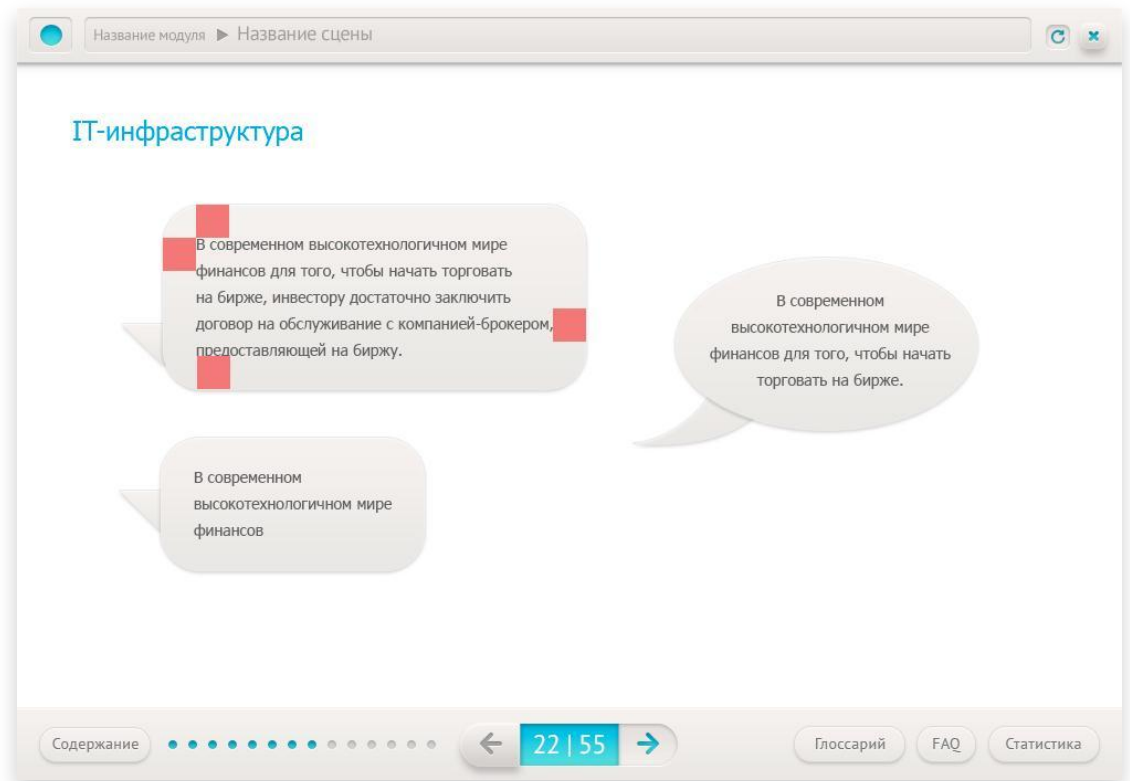 Название модуля ▶ Название сцены
IT-инфраструктура
В современном высокотехнологичном мире
финансов для того, чтобы начать торговать
на бирже, инвестору достаточно заключить
договор на обслуживание с компанией-брокером,
предоставляющей на биржу.
В современном
высокотехнологичном мире
финансов для того, чтобы начать
торговать на бирже.
В современном
высокотехнологичном мире
финансов
Содержание
22 | 55
Глоссарий
FAQ
Статистика